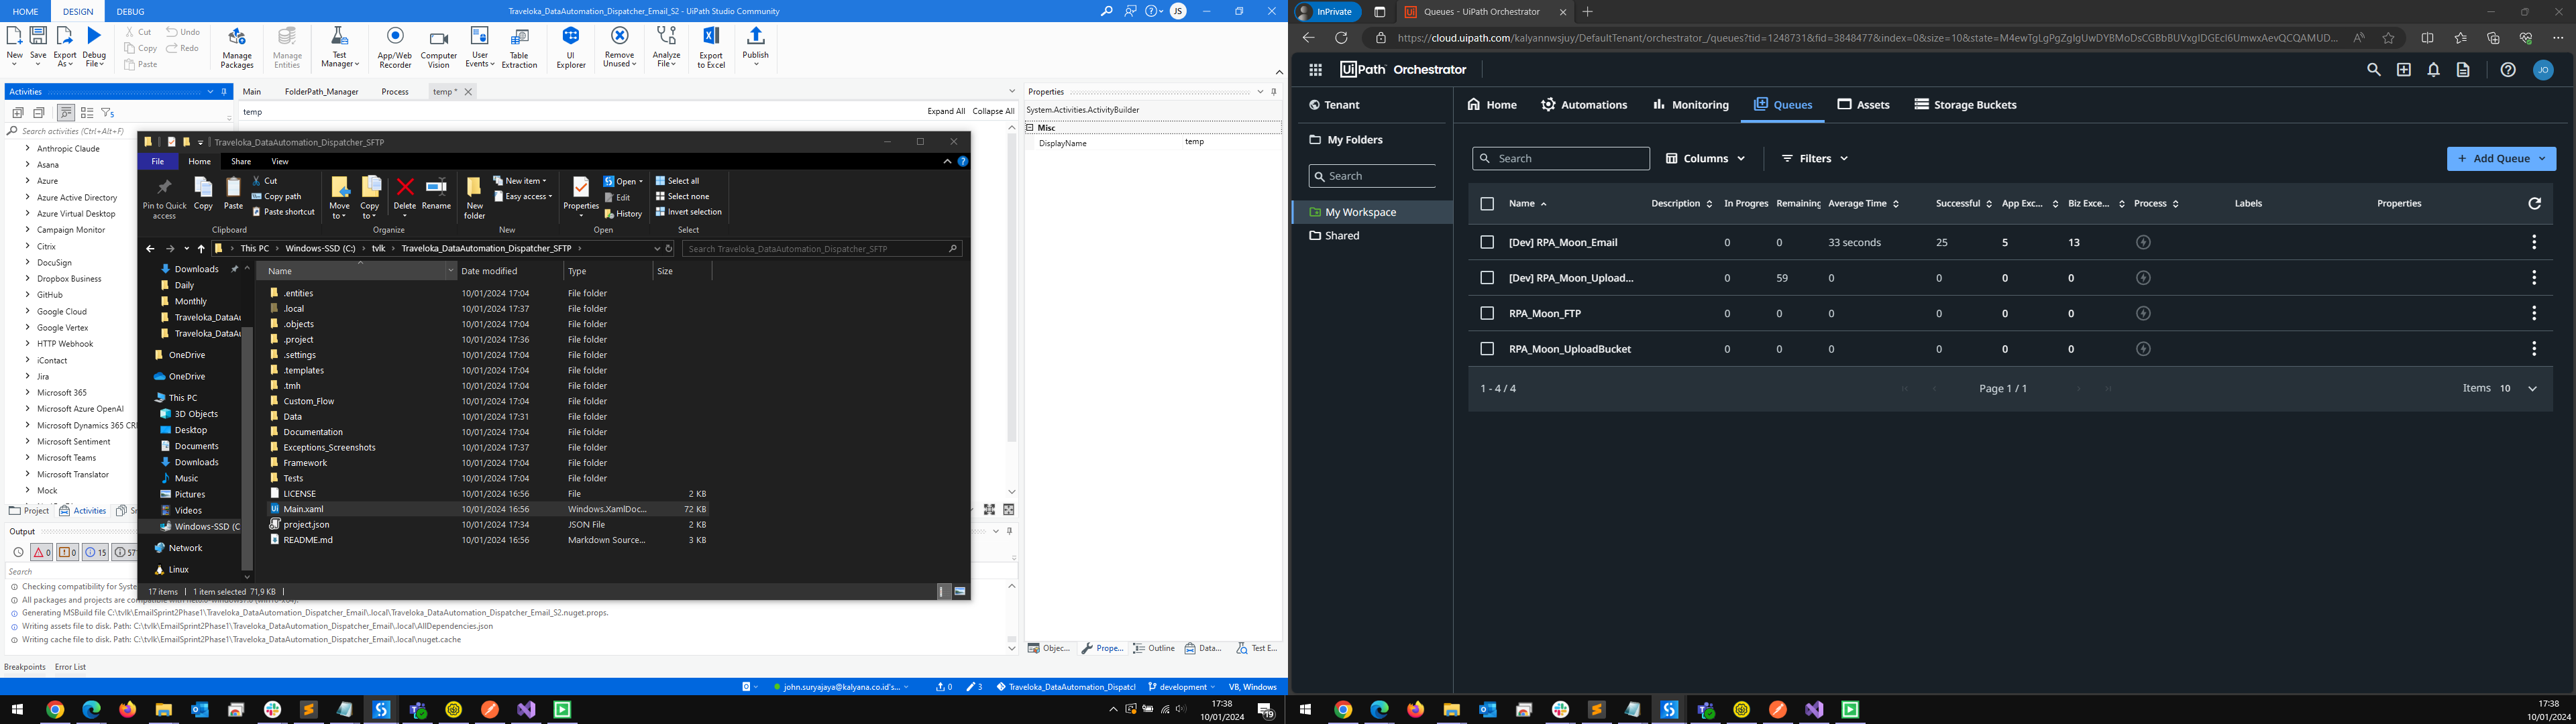 HOME DESIGN DEBUG Traveloka_DataAutomation_Dispatcher_Email_S2 - UiPath Studio Community JS
New Save Export As Debug File Cut Copy Paste Undo Redo Manage Packages Manage Entities Test Manager App/Web Recorder Computer Vision User Events Table Extraction UI Explorer Remove Unused Analyze File Export to Excel Publish
Activities
Search activities (Ctrl+Alt+F)
Anthropic Claude
Asana
Azure
Azure Active Directory
Azure Virtual Desktop
Campaign Monitor
Citrix
DocuSign
Dropbox Business
GitHub
Google Cloud
Google Vertex
HTTP Webhook
iContact
Jira
Microsoft 365
Microsoft Azure OpenAI
Microsoft Dynamics 365 CR
Microsoft Sentiment
Microsoft Teams
Microsoft Translator
Mock
Project Activities
Main FolderPath_Manager Process temp *
temp Expand All Collapse All
Properties
System.Activities.ActivityBuilder
Misc
DisplayName temp
Traveloka_DataAutomation_Dispatcher_SFTP
File Home Share View
Pin to Quick access Copy Paste Cut Copy path Paste shortcut
Move to Copy to Delete Rename New folder New item Easy access
Properties Open Edit History Select all Select none Invert selection
Clipboard Organize New Open Select
This PC Windows-SSD (C:) tvlk Traveloka_DataAutomation_Dispatcher_SFTP Search Traveloka_DataAutomation_Dispatcher_SFTP
Downloads
Daily
Monthly
Traveloka_DataAu
Traveloka_DataAu
OneDrive
OneDrive
This PC
3D Objects
Desktop
Documents
Downloads
Music
Pictures
Videos
Windows-SSD (C
Network
Linux
Name Date modified Type Size
.entities 10/01/2024 17:04 File folder
.local 10/01/2024 17:37 File folder
.objects 10/01/2024 17:04 File folder
.project 10/01/2024 17:36 File folder
.settings 10/01/2024 17:04 File folder
.templates 10/01/2024 17:04 File folder
.tmh 10/01/2024 17:04 File folder
Custom_Flow 10/01/2024 17:04 File folder
Data 10/01/2024 17:31 File folder
Documentation 10/01/2024 17:04 File folder
Exceptions_Screenshots 10/01/2024 17:37 File folder
Framework 10/01/2024 17:04 File folder
Tests 10/01/2024 17:04 File folder
LICENSE 10/01/2024 16:56 File 2 KB
Main.xaml 10/01/2024 16:56 Windows.XamlDoc... 72 KB
project.json 10/01/2024 17:34 JSON File 2 KB
README.md 10/01/2024 16:56 Markdown Source... 3 KB
17 items 1 item selected 71,9 KB
Output
0 0 15 571
Search
Checking compatibility for Syste
All packages and projects are compatible with
Generating MSBuild file C:\tvlk\EmailSprint2Phase1\Traveloka_DataAutomation_Dispatcher_Email\.local\Traveloka_DataAutomation_Dispatcher_Email_S2.nuget.props.
Writing assets file to disk. Path: C:\tvlk\EmailSprint2Phase1\Traveloka_DataAutomation_Dispatcher_Email\.local\AllDependencies.json
Writing cache file to disk. Path: C:\tvlk\EmailSprint2Phase1\Traveloka_DataAutomation_Dispatcher_Email\.local\nuget.cache
Objec... Prope... Outline Data... Test E...
Breakpoints Error List
john.suryajaya@kalyana.co.id's... 0 3 Traveloka_DataAutomation_Dispatcl development VB, Windows
17:38
10/01/2024
19
InPrivate Queues - UiPath Orchestrator
https://cloud.uipath.com/kalyannwsjuy/DefaultTenant/orchestrator_/queues?tid=1248731&fid=3848477&index=0&size=10&state=
UiPath Orchestrator JO
Tenant
My Folders
Search
My Workspace
Shared
Home Automations Monitoring Queues Assets Storage Buckets
Search Columns Filters Add Queue
Name Description In Progres Remaining Average Time Successful App Exc... Biz Exce... Process Labels Properties
[Dev] RPA_Moon_Email 0 0 33 seconds 25 5 13
[Dev] RPA_Moon_Upload... 0 59 0 0 0 0
RPA_Moon_FTP 0 0 0 0 0 0
RPA_Moon_UploadBucket 0 0 0 0 0 0
1 - 4 / 4 Page 1 / 1 Items 10
17:38
10/01/2024